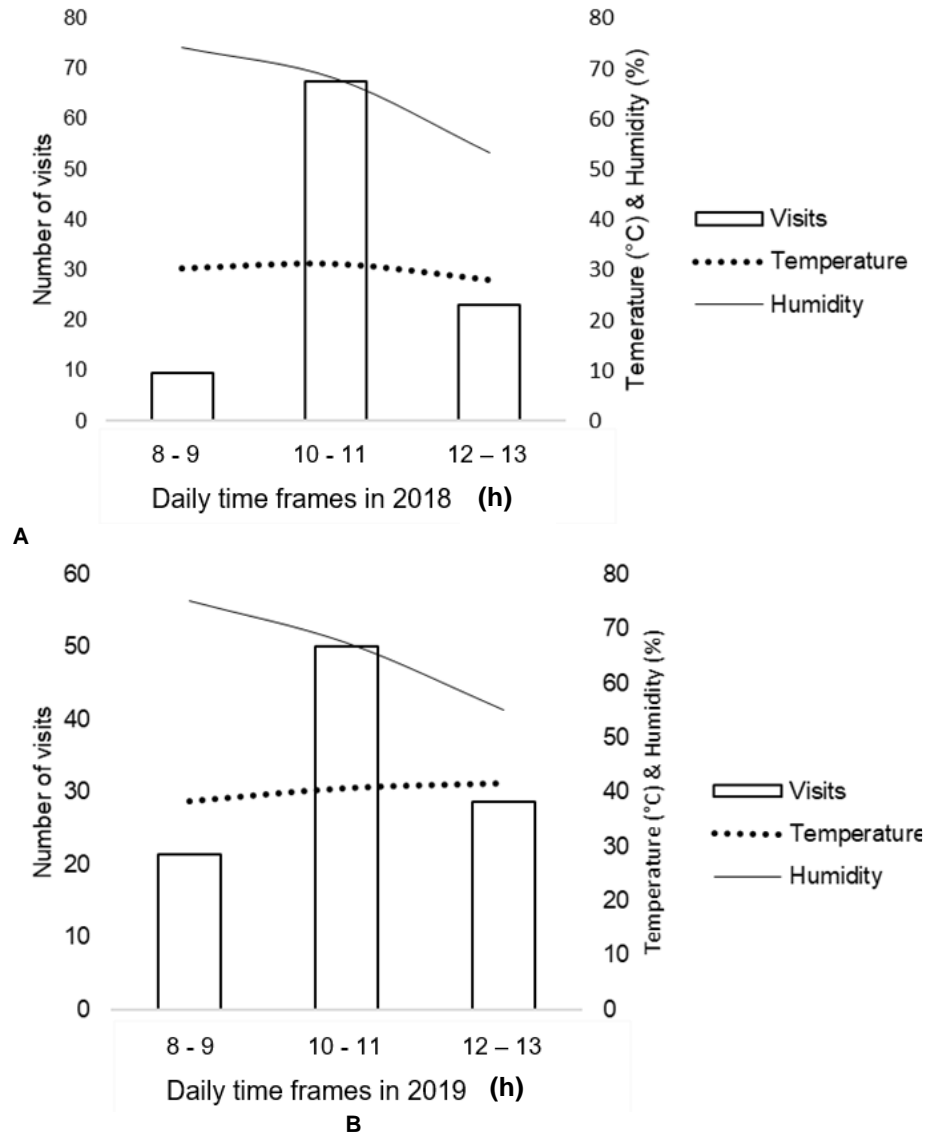 80
70
60
50
40
30
20
10
0
Number of visits
80
70
60
50
40
30
20
10
0
Temerature (°C) & Humidity (%)
Visits
Temperature
Humidity
8 - 9 10 - 11 12 – 13
Daily time frames in 2018 (h)
A
60
50
40
30
20
10
0
Number of visits
80
70
60
50
40
30
20
10
0
Temperature (°C) & Humidity (%)
Visits
Temperature
Humidity
8 - 9 10 - 11 12 – 13
Daily time frames in 2019 (h)
B